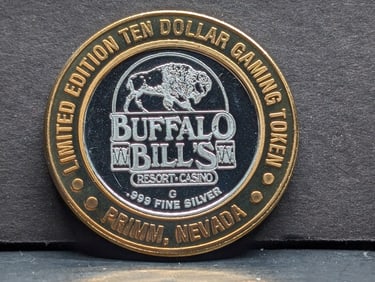 LIMITED EDITION TEN DOLLAR GAMING TOKEN
BUFFALO
BILL'S
RESORT • CASINO
G
.999 FINE SILVER
PRIMM, NEVADA